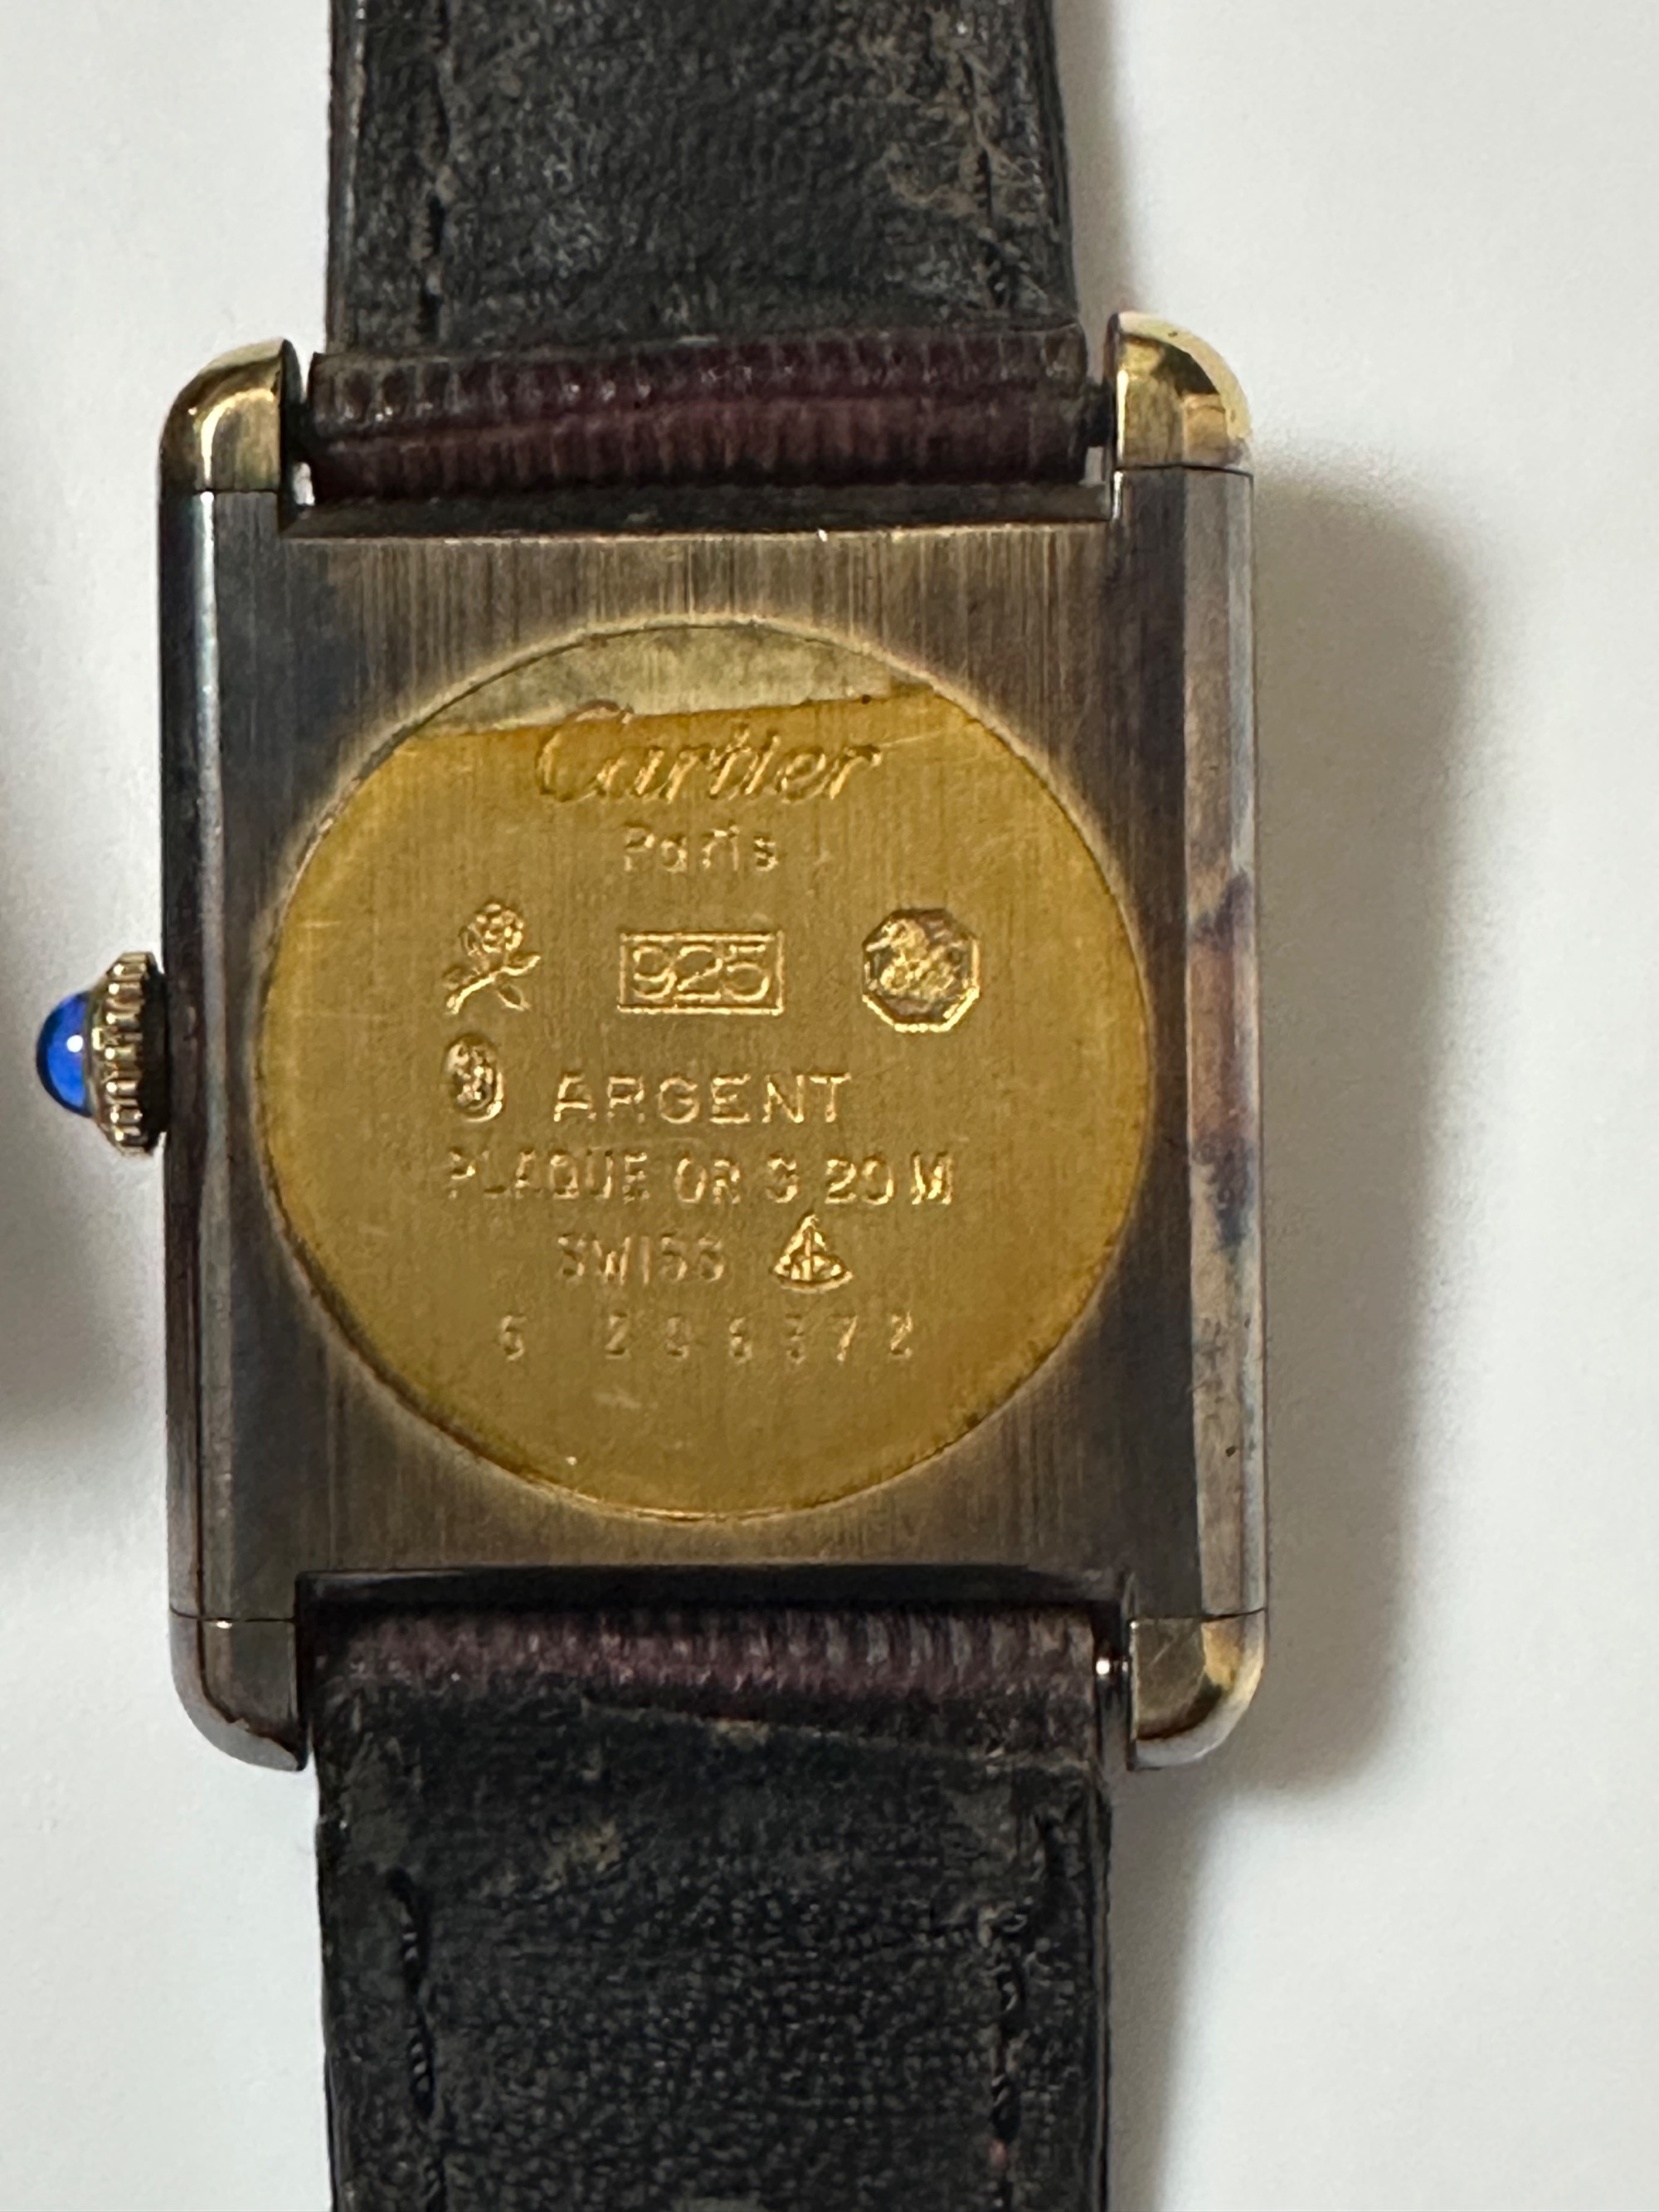 Cartier
Paris
925
ARGENT
PLAQUE OR G 20 M
SWISS